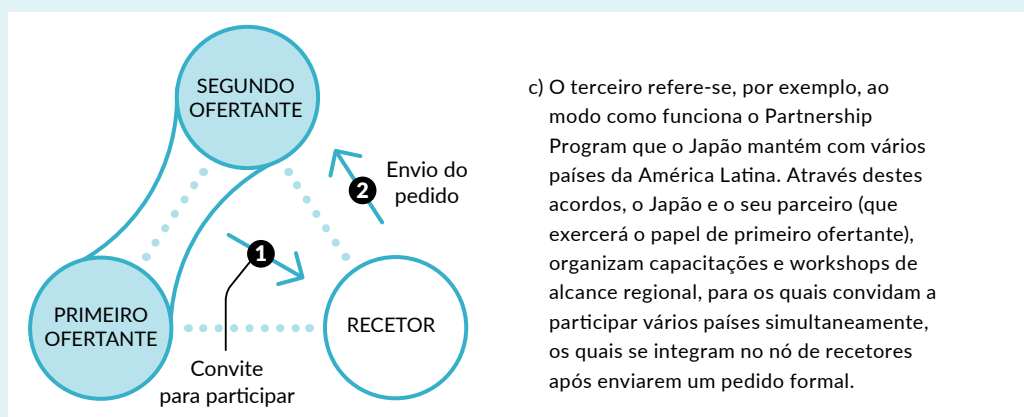 SEGUNDO
OFERTANTE
Envio do
pedido
2
1
PRIMEIRO
OFERTANTE
RECETOR
Convite
para participar
c) O terceiro refere-se, por exemplo, ao
modo como funciona o Partnership
Program que o Japão mantém com vários
países da América Latina. Através destes
acordos, o Japão e o seu parceiro (que
exercerá o papel de primeiro ofertante),
organizam capacitações e workshops de
alcance regional, para os quais convidam a
participar vários países simultaneamente,
os quais se integram no nó de recetores
após enviarem um pedido formal.